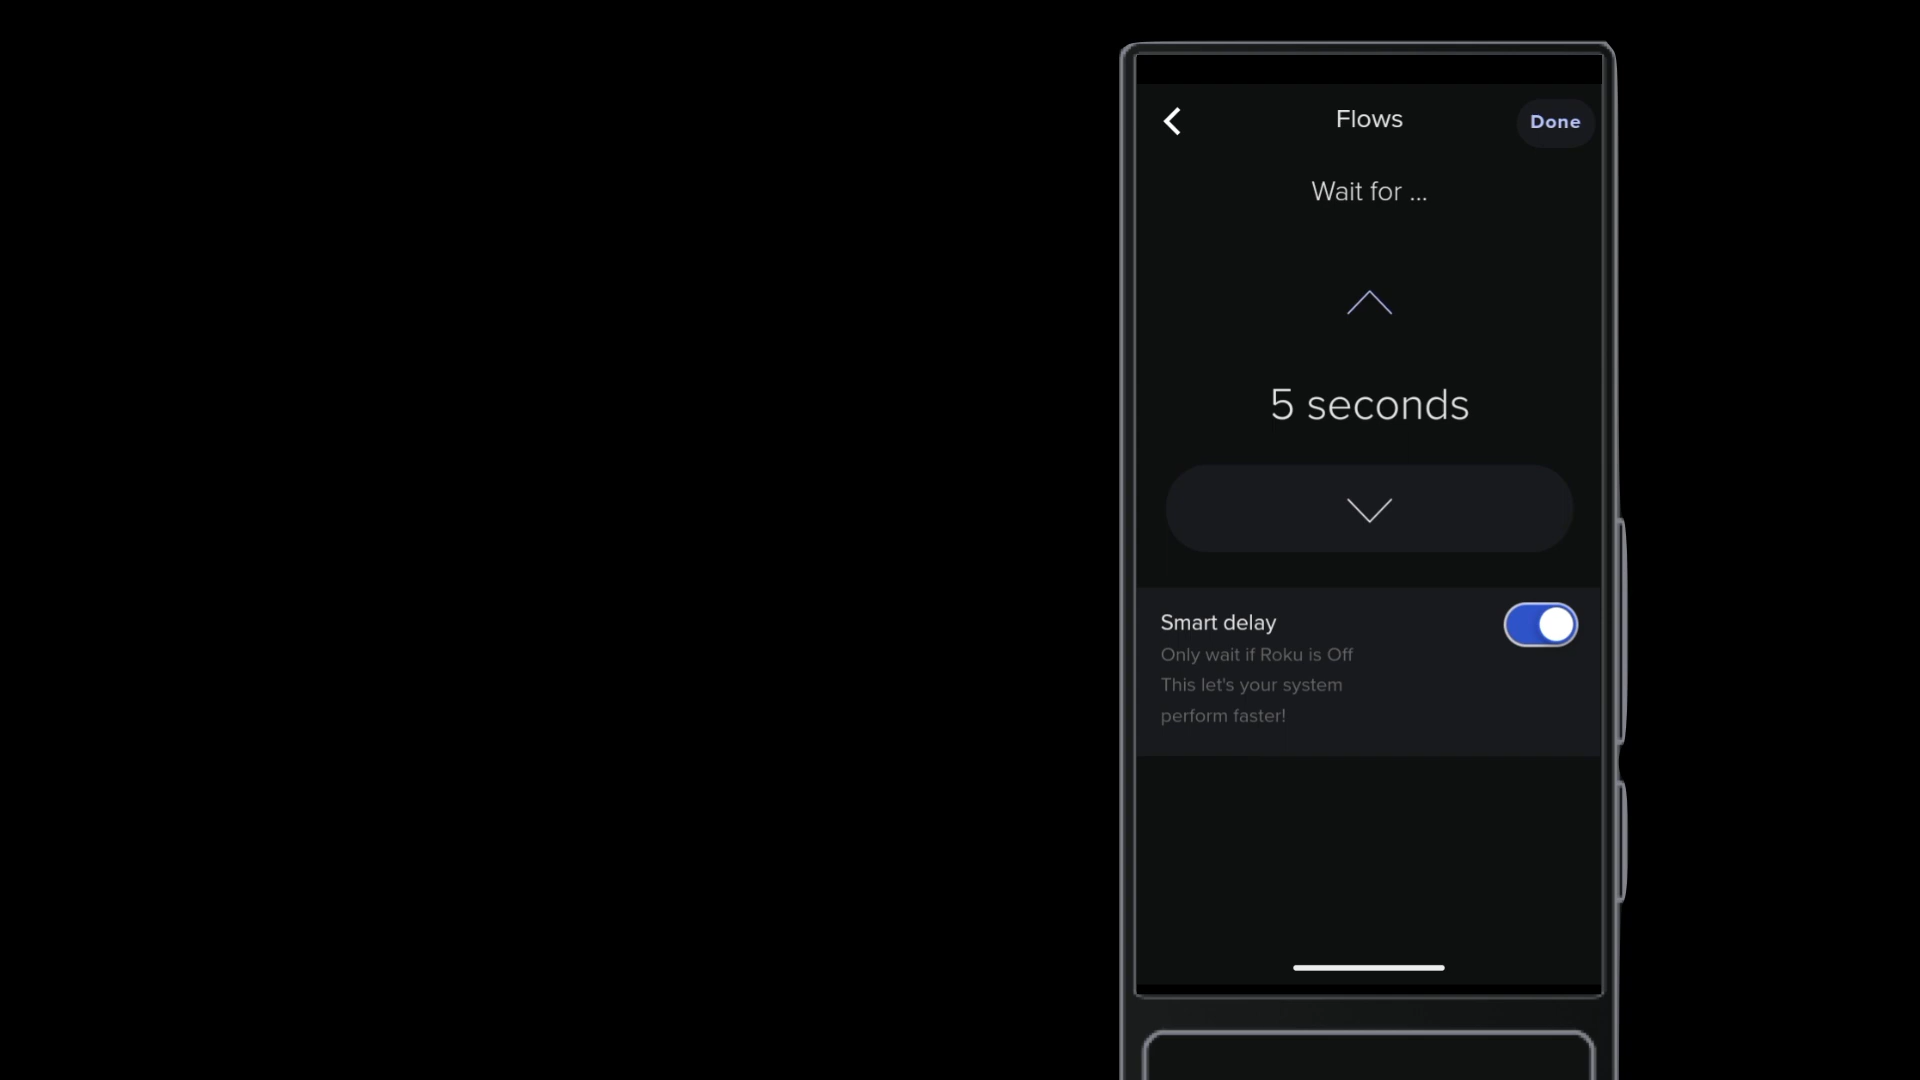 Flows
Done
Wait for ...
5 seconds
Smart delay
Only wait if Roku is Off
This let's your system
perform faster!